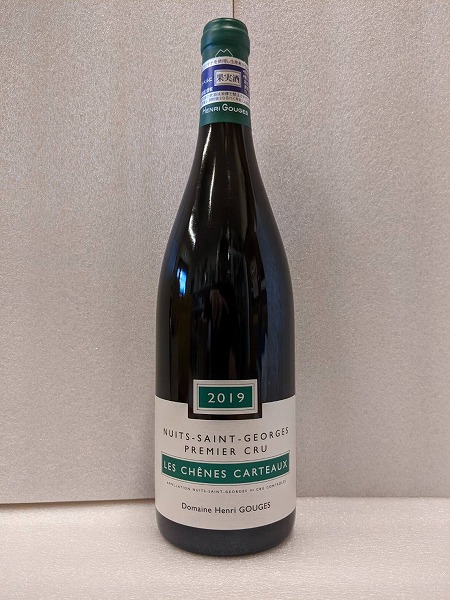 果実酒
HENRI GOUGES
2019
NUITS-SAINT-GEORGES
PREMIER CRU
LES CHÊNES CARTEAUX
APPELLATION NUITS-SAINT-GEORGES 1er CRU CONTRÔLÉE
Domaine Henri GOUGES